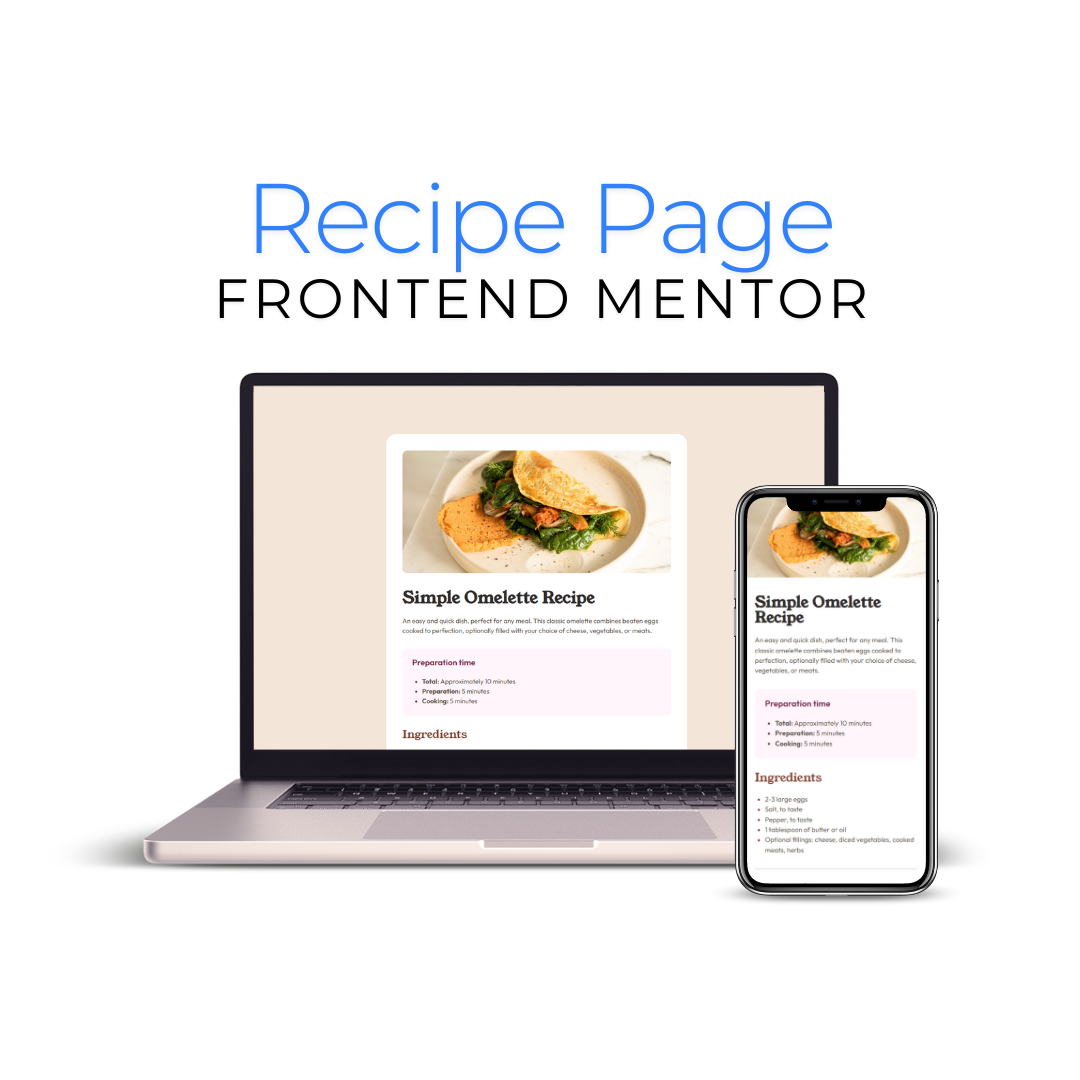 Recipe Page
FRONTEND MENTOR
Simple Omelette Recipe
An easy and quick dish, perfect for any meal. This classic omelette combines beaten eggs
cooked to perfection, optionally filled with your choice of cheese, vegetables, or meats.
Preparation time
Total: Approximately 10 minutes
Preparation: 5 minutes
Cooking: 5 minutes
Ingredients
Simple Omelette
Recipe
An easy and quick dish, perfect for any meal. This
classic omelette combines beaten eggs cooked to
perfection, optionally filled with your choice of cheese,
vegetables, or meats.
Preparation time
Total: Approximately 10 minutes
Preparation: 5 minutes
Cooking: 5 minutes
Ingredients
2-3 large eggs
Salt, to taste
Pepper, to taste
1 tablespoon of butter or oil
Optional fillings: cheese, diced vegetables, cooked
meats, herbs